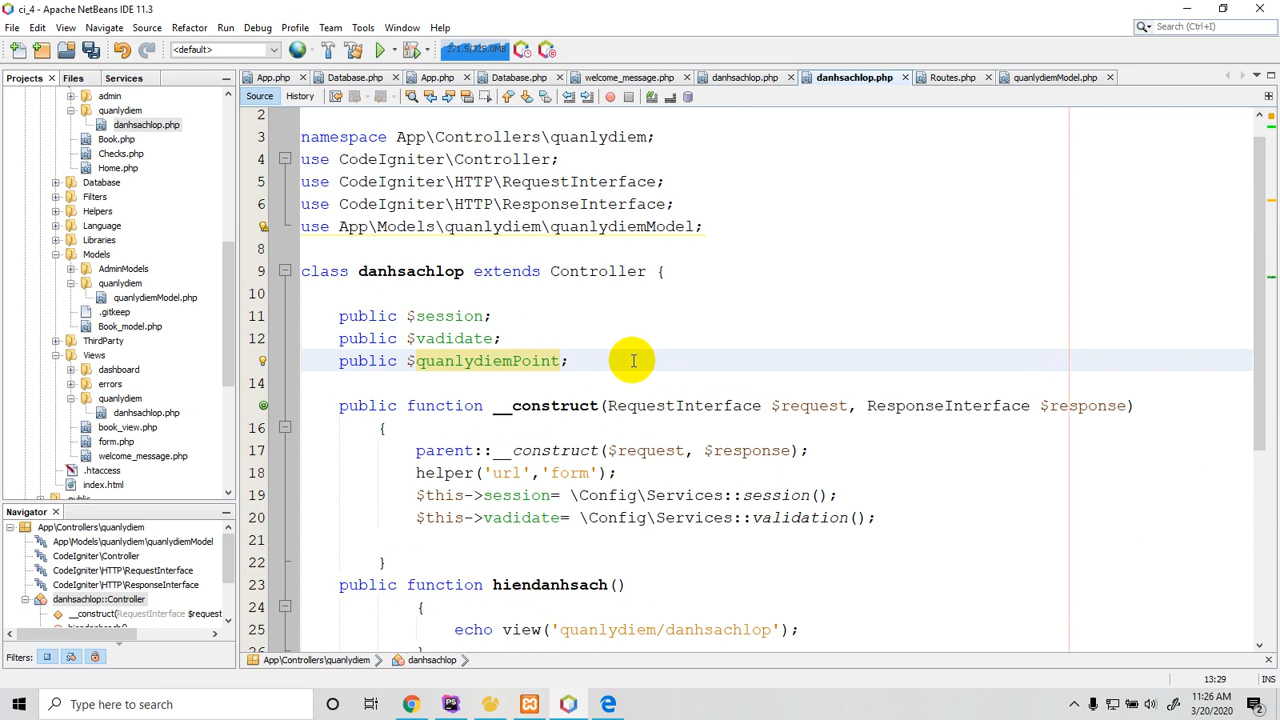 ci_4 - Apache NetBeans IDE 11.3
File Edit View Navigate Source Refactor Run Debug Profile Team Tools Window Help
Search (Ctrl+I)
<default>
Projects Files Services
App.php Database.php App.php Database.php welcome_message.php danhsachlop.php danhsachlop.php Routes.php quanlydiemModel.php
Source History
admin
quanlydiem
danhsachlop.php
Book.php
Checks.php
Home.php
Database
Filters
Helpers
Language
Libraries
Models
AdminModels
quanlydiem
quanlydiemModel.php
.gitkeep
Book_model.php
ThirdParty
Views
dashboard
errors
quanlydiem
danhsachlop.php
book_view.php
form.php
welcome_message.php
.htaccess
index.html
Navigator
App\Controllers\quanlydiem
App\Models\quanlydiem\quanlydiemModel
CodeIgniter\Controller
CodeIgniter\HTTP\RequestInterface
CodeIgniter\HTTP\ResponseInterface
danhsachlop::Controller
__construct(RequestInterface $request
Filters:
2
3 namespace App\Controllers\quanlydiem;
4 use CodeIgniter\Controller;
5 use CodeIgniter\HTTP\RequestInterface;
6 use CodeIgniter\HTTP\ResponseInterface;
use App\Models\quanlydiem\quanlydiemModel;
8
9 class danhsachlop extends Controller {
10
11 public $session;
12 public $vadidate;
public $quanlydiemPoint;
14
public function __construct(RequestInterface $request, ResponseInterface $response)
16 {
17 parent::__construct($request, $response);
18 helper('url','form');
19 $this->session= \Config\Services::session();
20 $this->vadidate= \Config\Services::validation();
21
22 }
23 public function hiendanhsach()
24 {
25 echo view('quanlydiem/danhsachlop');
App\Controllers\quanlydiem danhsachlop
13:29 INS
Type here to search
11:26 AM
3/20/2020
2